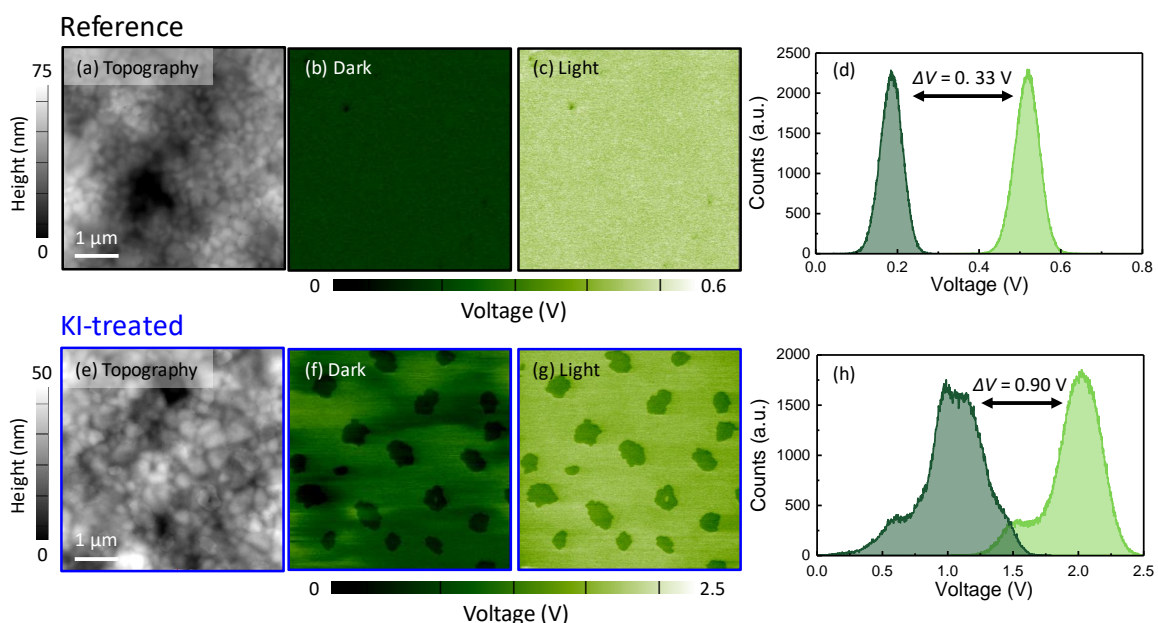 Reference
(a) Topography
(b) Dark
(c) Light
(d)
75
Height (nm)
0
1 μm
0
0.6
Voltage (V)
ΔV = 0. 33 V
2500
2000
1500
1000
500
0
Counts (a.u.)
0.0 0.2 0.4 0.6 0.8
Voltage (V)
KI-treated
(e) Topography
(f) Dark
(g) Light
(h)
50
Height (nm)
0
1 μm
0
2.5
Voltage (V)
ΔV = 0.90 V
2000
1500
1000
500
0
Counts (a.u.)
0.0 0.5 1.0 1.5 2.0 2.5
Voltage (V)